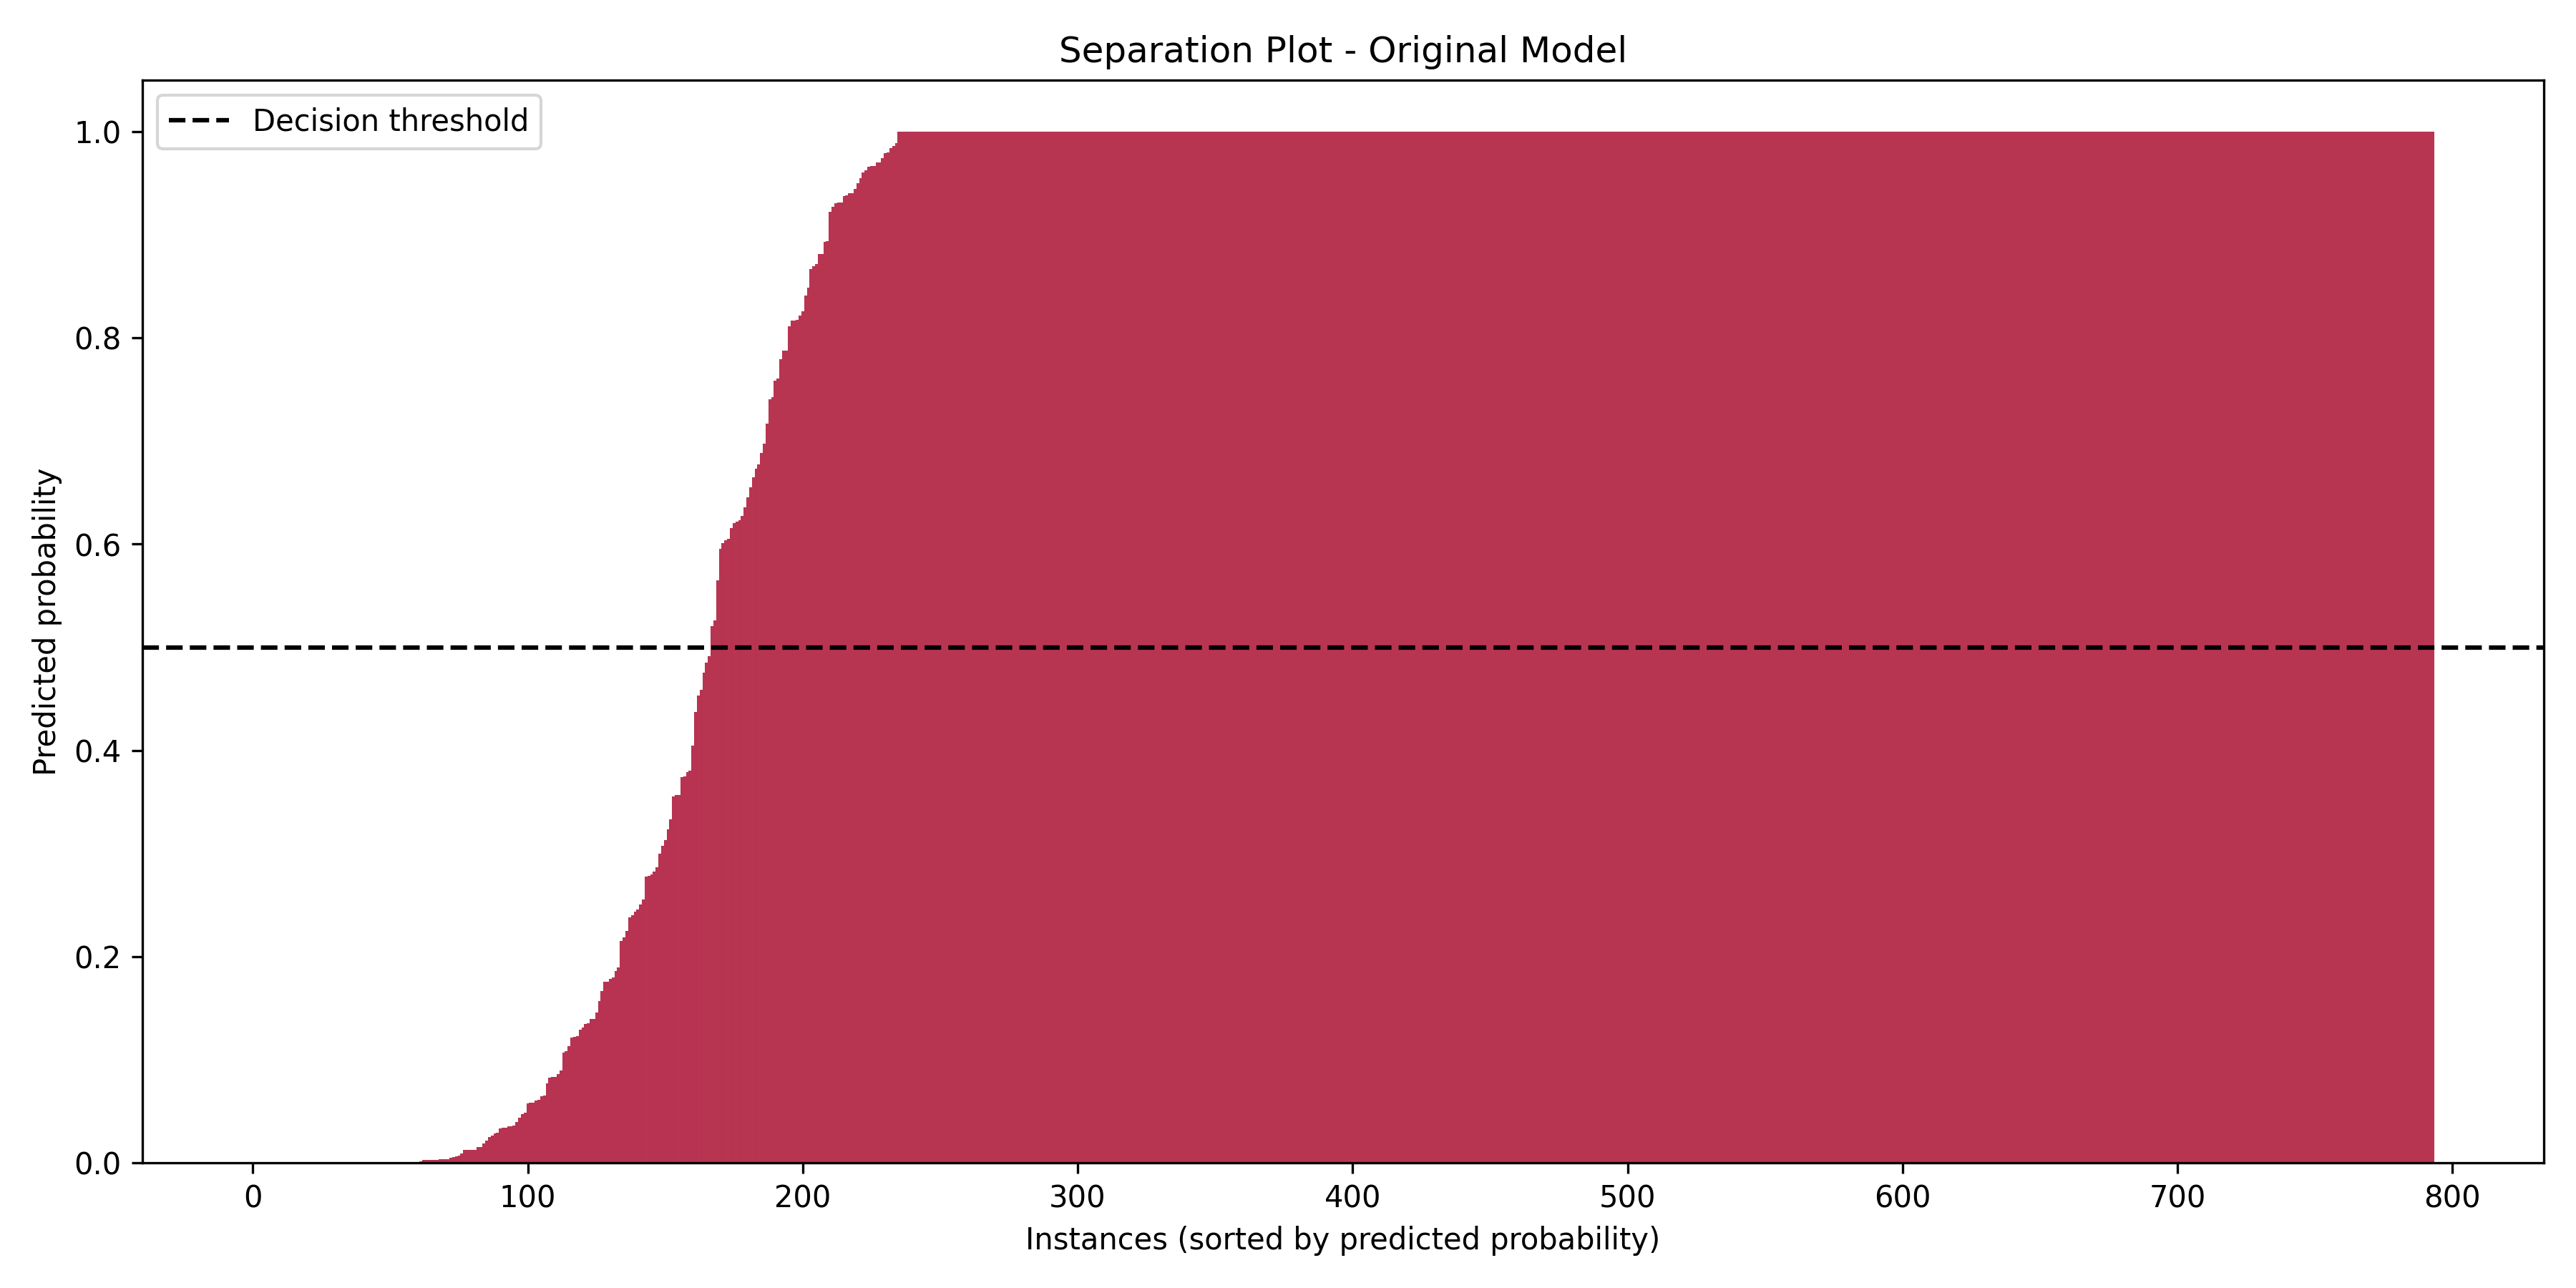 Separation Plot - Original Model
Decision threshold
1.0
0.8
0.6
0.4
0.2
0.0
Predicted probability
0 100 200 300 400 500 600 700 800
Instances (sorted by predicted probability)